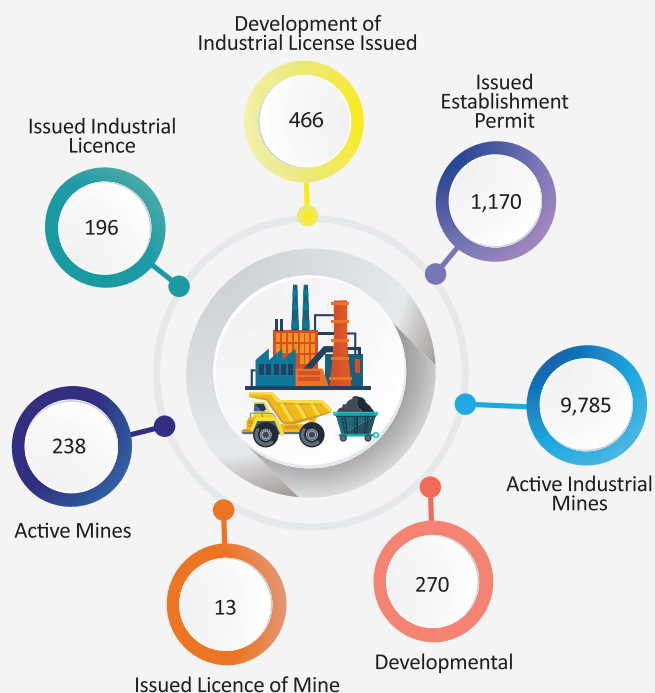 Development of
Industrial License Issued
466
Issued
Establishment
Permit
1,170
Issued Industrial
Licence
196
9,785
Active Industrial
Mines
238
Active Mines
270
Developmental
13
Issued Licence of Mine